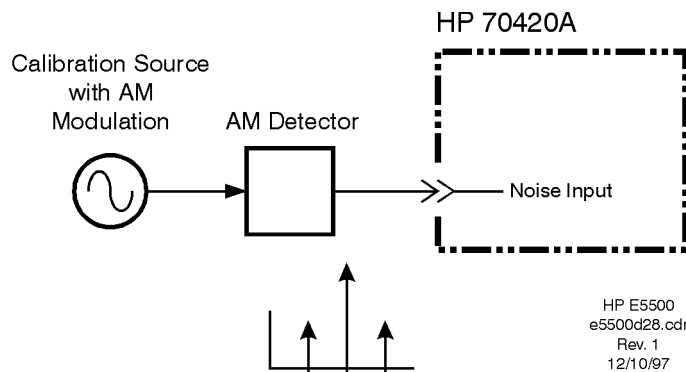 HP 70420A
Calibration Source
with AM
Modulation
AM Detector
Noise Input
HP E5500
e5500d28.cdr
Rev. 1
12/10/97